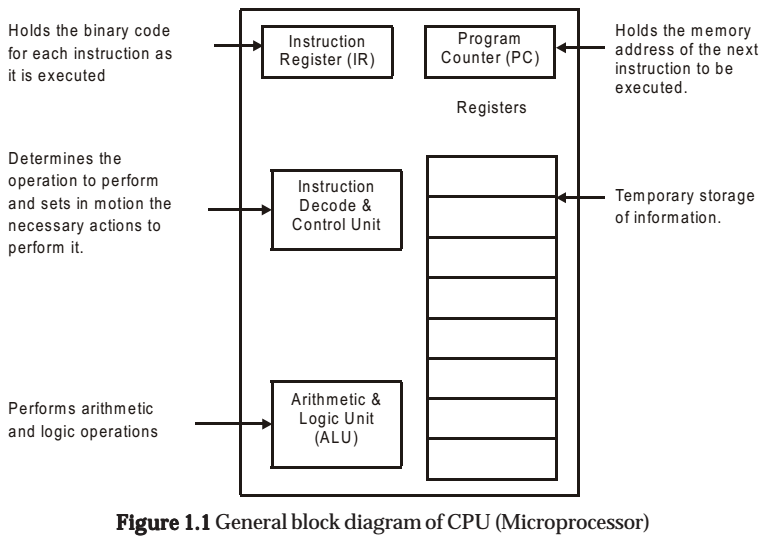 Holds the binary code
for each instruction as
it is executed
Instruction
Register (IR)
Program
Counter (PC)
Holds the memory
address of the next
instruction to be
executed.
Registers
Determines the
operation to perform
and sets in motion the
necessary actions to
perform it.
Instruction
Decode &
Control Unit
Temporary storage
of information.
Performs arithmetic
and logic operations
Arithmetic &
Logic Unit
(ALU)
Figure 1.1 General block diagram of CPU (Microprocessor)